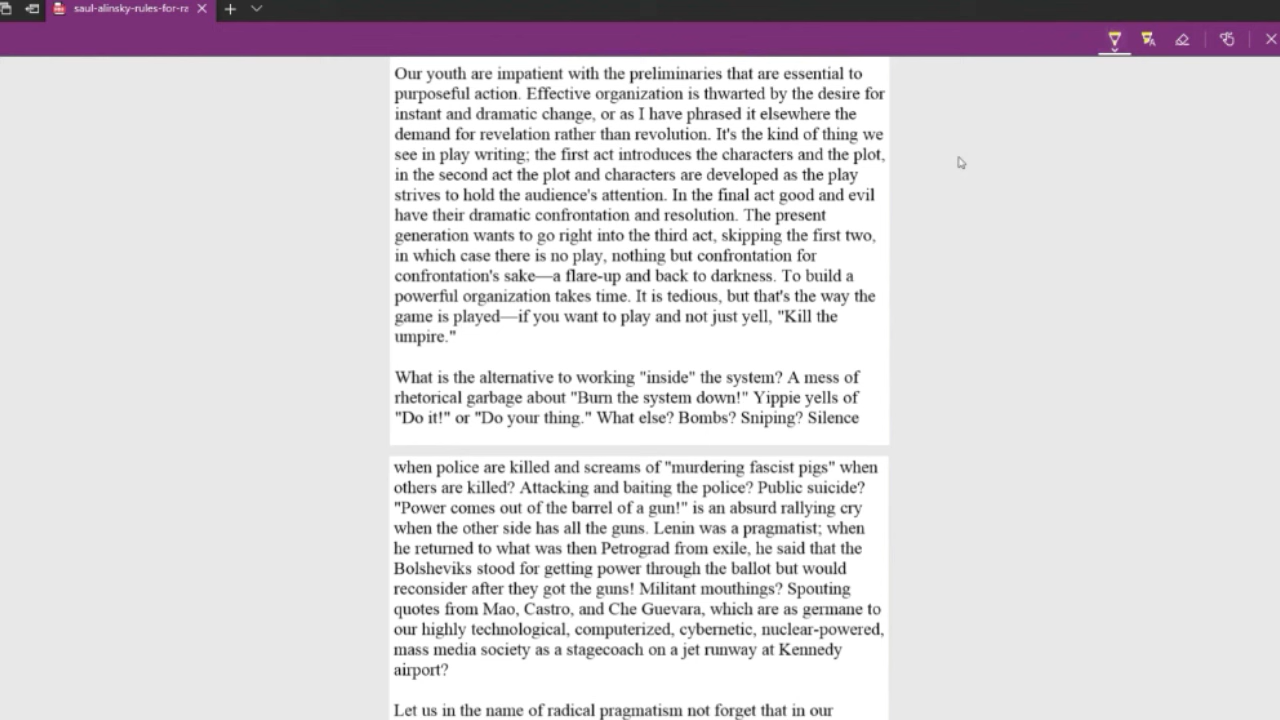 saul-alinsky-rules-for-ra
Our youth are impatient with the preliminaries that are essential to
purposeful action. Effective organization is thwarted by the desire for
instant and dramatic change, or as I have phrased it elsewhere the
demand for revelation rather than revolution. It's the kind of thing we
see in play writing; the first act introduces the characters and the plot,
in the second act the plot and characters are developed as the play
strives to hold the audience's attention. In the final act good and evil
have their dramatic confrontation and resolution. The present
generation wants to go right into the third act, skipping the first two,
in which case there is no play, nothing but confrontation for
confrontation's sake—a flare-up and back to darkness. To build a
powerful organization takes time. It is tedious, but that's the way the
game is played—if you want to play and not just yell, "Kill the
umpire."
What is the alternative to working "inside" the system? A mess of
rhetorical garbage about "Burn the system down!" Yippie yells of
"Do it!" or "Do your thing." What else? Bombs? Sniping? Silence
when police are killed and screams of "murdering fascist pigs" when
others are killed? Attacking and baiting the police? Public suicide?
"Power comes out of the barrel of a gun!" is an absurd rallying cry
when the other side has all the guns. Lenin was a pragmatist; when
he returned to what was then Petrograd from exile, he said that the
Bolsheviks stood for getting power through the ballot but would
reconsider after they got the guns! Militant mouthings? Spouting
quotes from Mao, Castro, and Che Guevara, which are as germane to
our highly technological, computerized, cybernetic, nuclear-powered,
mass media society as a stagecoach on a jet runway at Kennedy
airport?
Let us in the name of radical pragmatism not forget that in our